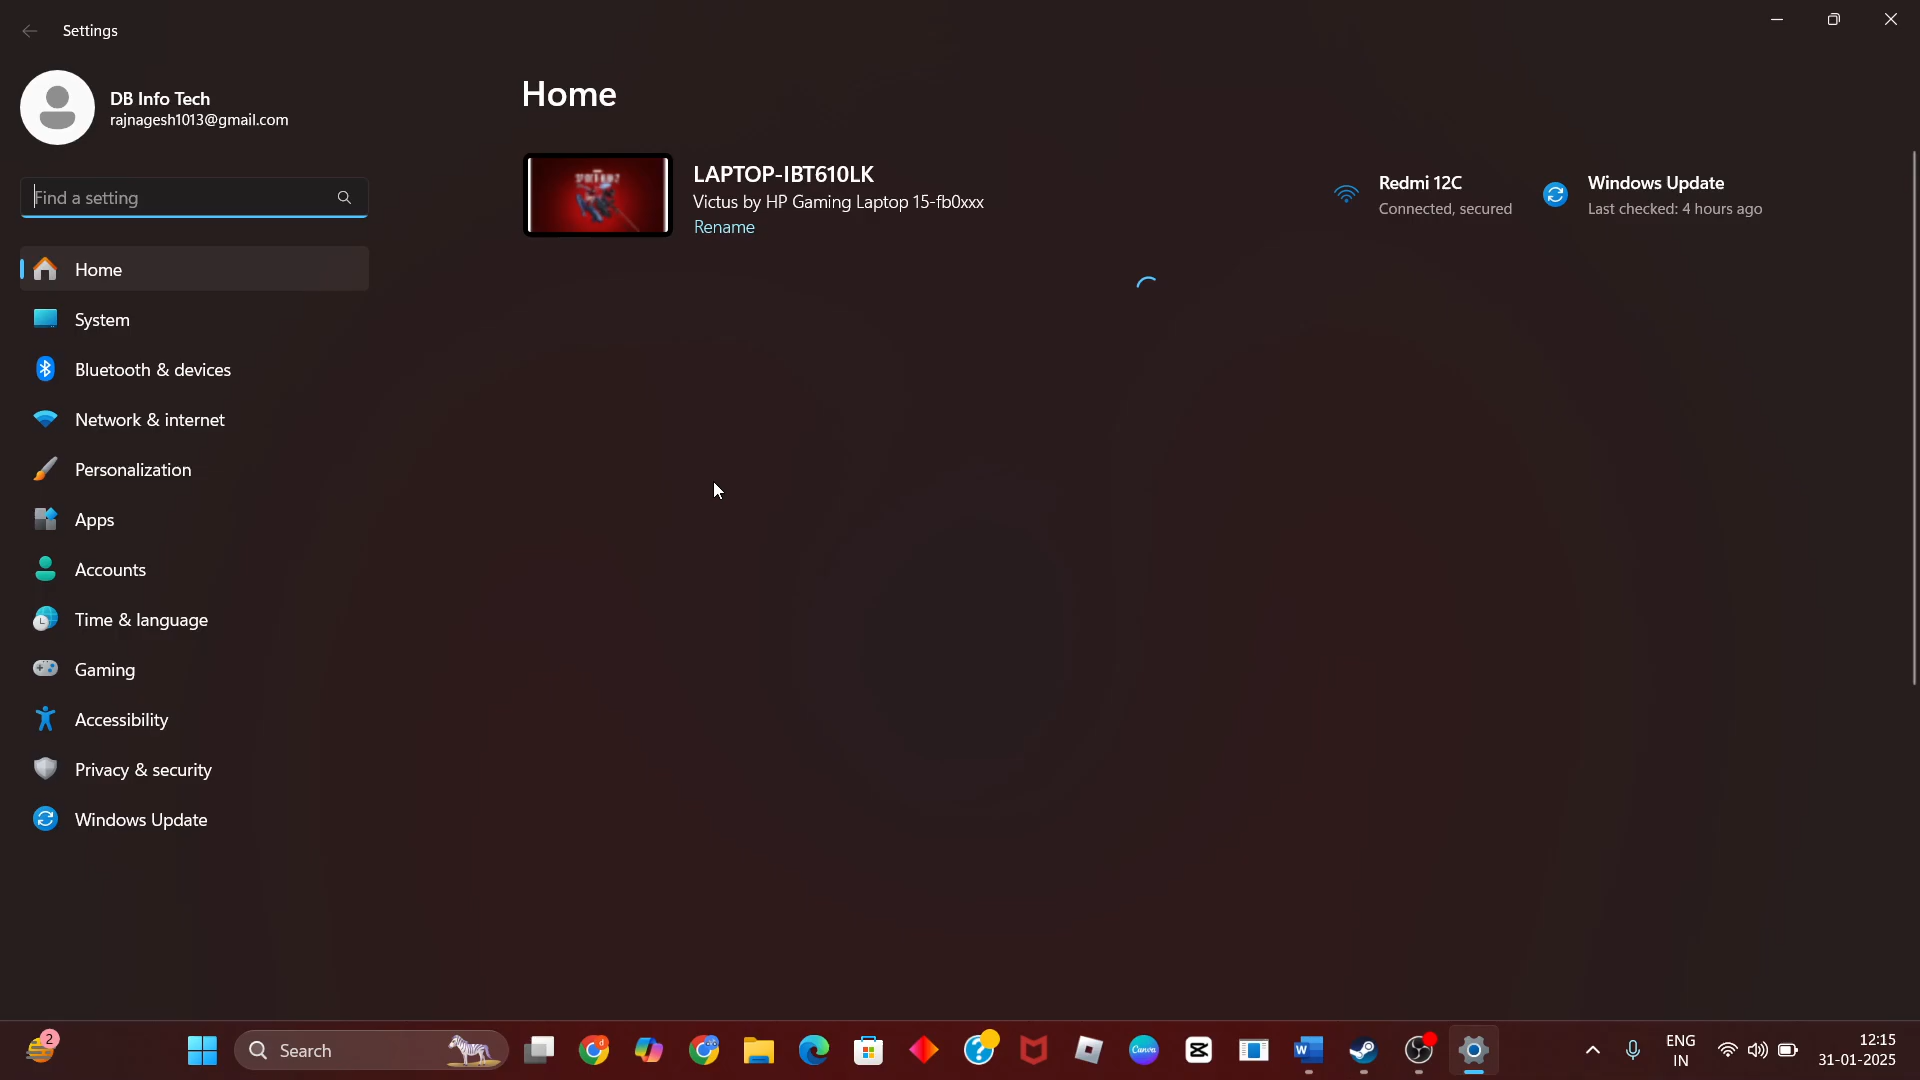 Settings
DB Info Tech
rajnagesh1013@gmail.com
Find a setting
Home
System
Bluetooth & devices
Network & internet
Personalization
Apps
Accounts
Time & language
Gaming
Accessibility
Privacy & security
Windows Update
Home
LAPTOP-IBT610LK
Victus by HP Gaming Laptop 15-fb0xxx
Rename
Redmi 12C
Connected, secured
Windows Update
Last checked: 4 hours ago
2
Search
Canva
W
ENG
IN
12:15
31-01-2025